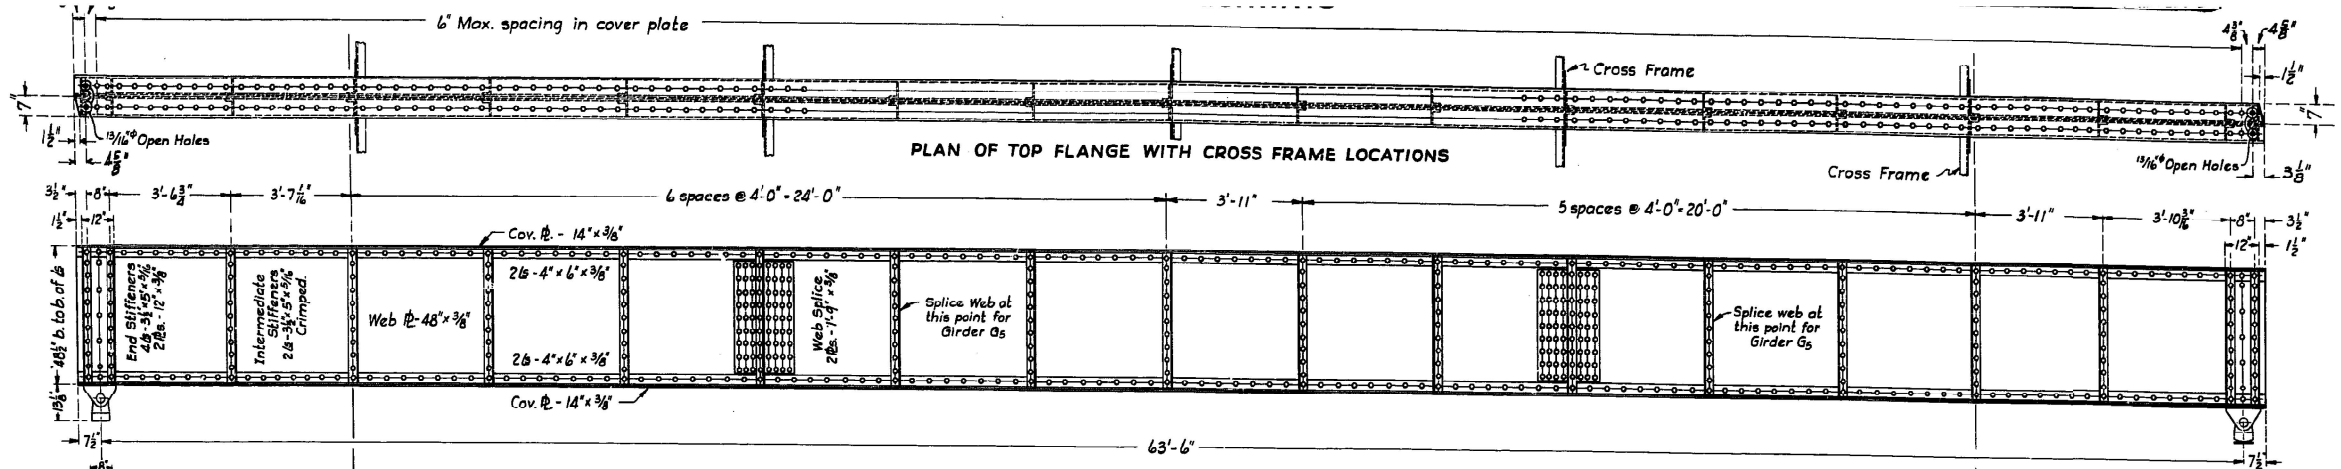 6" Max. spacing in cover plate
4 3/8"
4 5/8"
1 1/2"
7"
Cross Frame
7"
1 1/2"
13/16"φ Open Holes
4 5/8"
PLAN OF TOP FLANGE WITH CROSS FRAME LOCATIONS
13/16"φ Open Holes
3 1/8"
Cross Frame
3 1/2"
8"
3'-6 3/4"
3'-7 1/16"
6 spaces @ 4'-0" = 24'-0"
3'-11"
5 spaces @ 4'-0" = 20'-0"
3'-11"
3'-10 3/16"
8"
3 1/2"
1 1/2"
12"
12"
1 1/2"
Cov. PL - 14" x 3/8"
48 1/2" b. to b. of Ls
End Stiffeners
4 Ls - 3 1/2" x 5" x 5/16"
2 PLs. - 12" x 3/8"
Intermediate
Stiffeners
2 Ls - 3 1/2" x 5" x 5/16"
Crimped.
Web PL - 48" x 3/8"
2 Ls - 4" x 6" x 3/8"
2 Ls - 4" x 6" x 3/8"
Web Splice
2 PLs. - 1'-9" x 3/8"
Splice Web at
this point for
Girder G5
Splice web at
this point for
Girder G5
Cov. PL - 14" x 3/8"
13 1/8"
7 1/2"
63'-6"
7 1/2"
8"